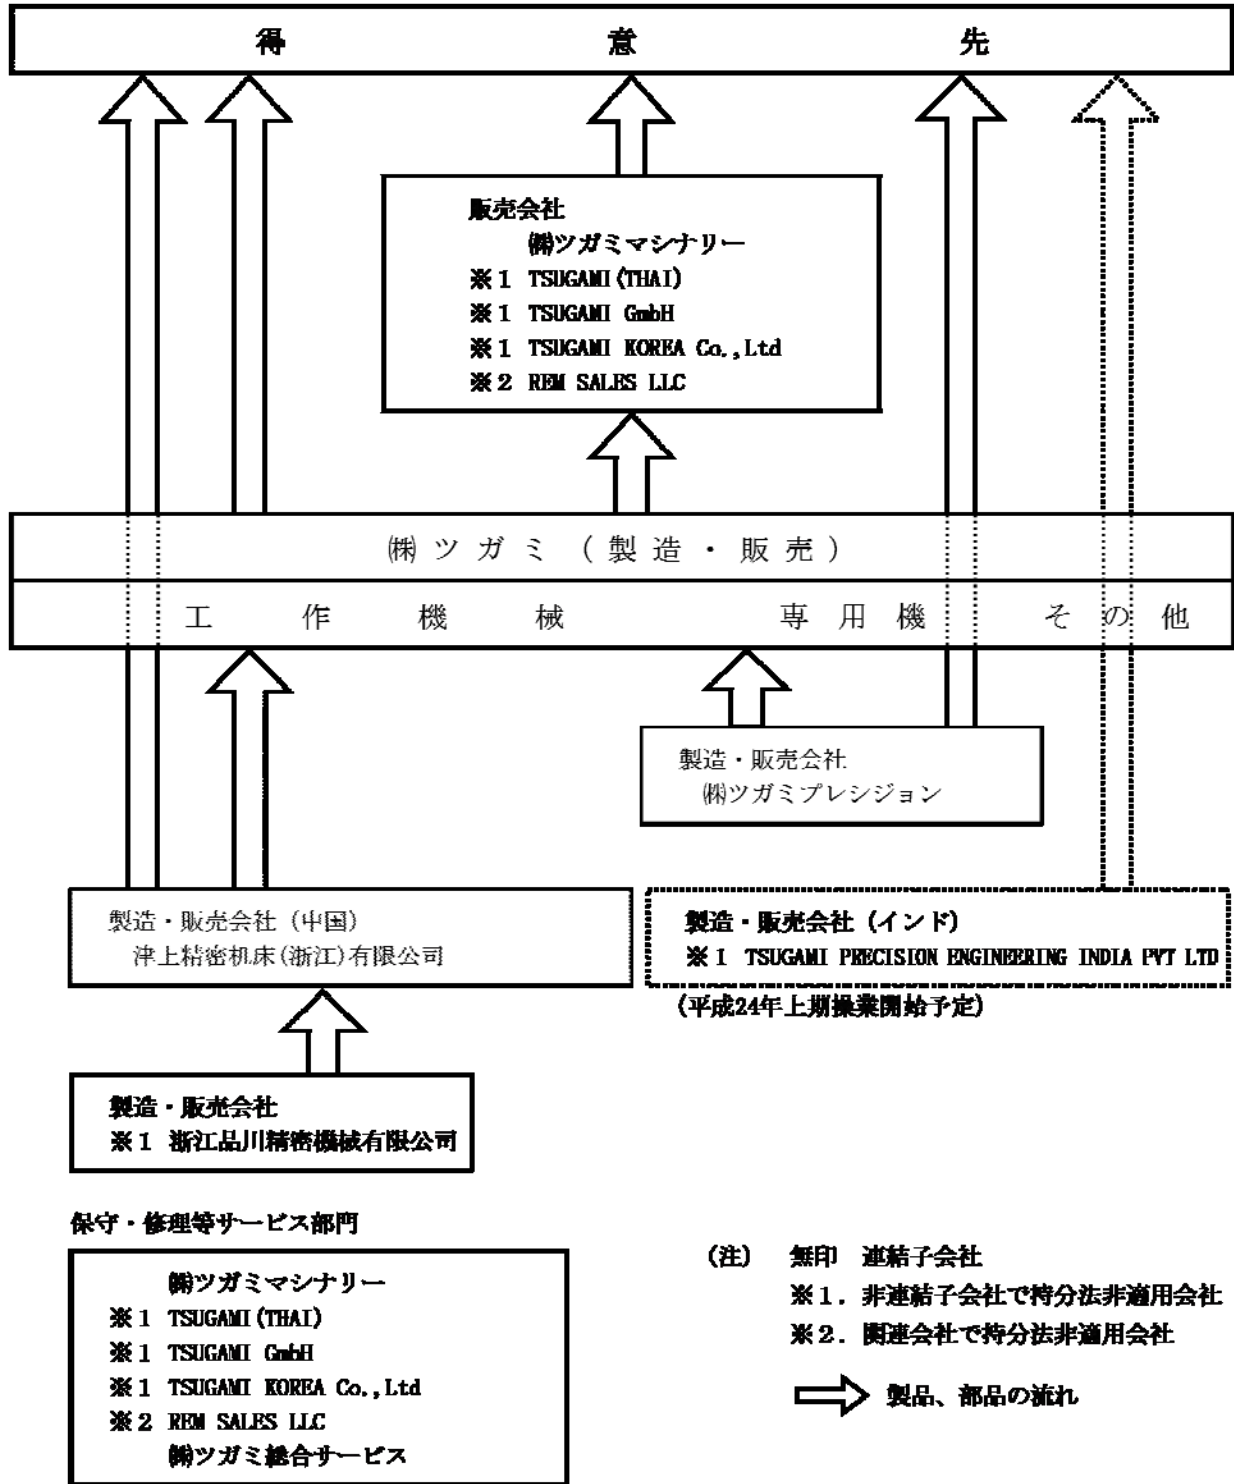 得意先
販売会社
㈱ツガミマシナリー
※1 TSUGAMI(THAI)
※1 TSUGAMI GmbH
※1 TSUGAMI KOREA Co.,Ltd
※2 REM SALES LLC
㈱ツガミ(製造・販売)
工作機械 専用機 その他
製造・販売会社
㈱ツガミプレシジョン
製造・販売会社(中国)
津上精密机床(浙江)有限公司
製造・販売会社(インド)
※1 TSUGAMI PRECISION ENGINEERING INDIA PVT LTD
(平成24年上期操業開始予定)
製造・販売会社
※1 浙江品川精密機械有限公司
保守・修理等サービス部門
㈱ツガミマシナリー
※1 TSUGAMI(THAI)
※1 TSUGAMI GmbH
※1 TSUGAMI KOREA Co.,Ltd
※2 REM SALES LLC
㈱ツガミ総合サービス
(注) 無印 連結子会社
※1. 非連結子会社で持分法非適用会社
※2. 関連会社で持分法非適用会社
製品、部品の流れ